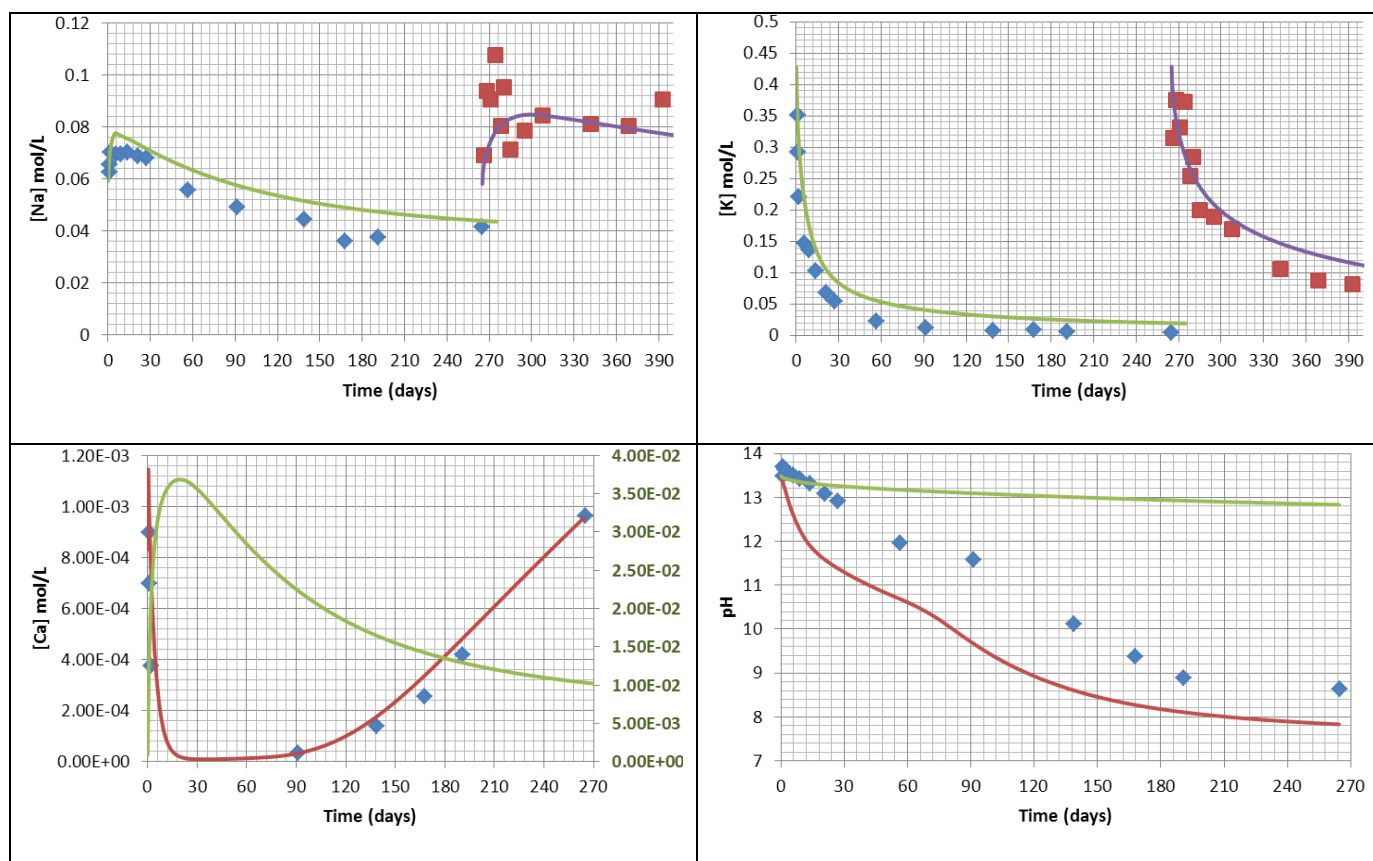 [Na] mol/L
0.12
0.1
0.08
0.06
0.04
0.02
0
0 30 60 90 120 150 180 210 240 270 300 330 360 390
Time (days)
[K] mol/L
0.5
0.45
0.4
0.35
0.3
0.25
0.2
0.15
0.1
0.05
0
0 30 60 90 120 150 180 210 240 270 300 330 360 390
Time (days)
[Ca] mol/L
1.20E-03
1.00E-03
8.00E-04
6.00E-04
4.00E-04
2.00E-04
0.00E+00
4.00E-02
3.50E-02
3.00E-02
2.50E-02
2.00E-02
1.50E-02
1.00E-02
5.00E-03
0.00E+00
0 30 60 90 120 150 180 210 240 270
Time (days)
pH
14
13
12
11
10
9
8
7
0 30 60 90 120 150 180 210 240 270
Time (days)